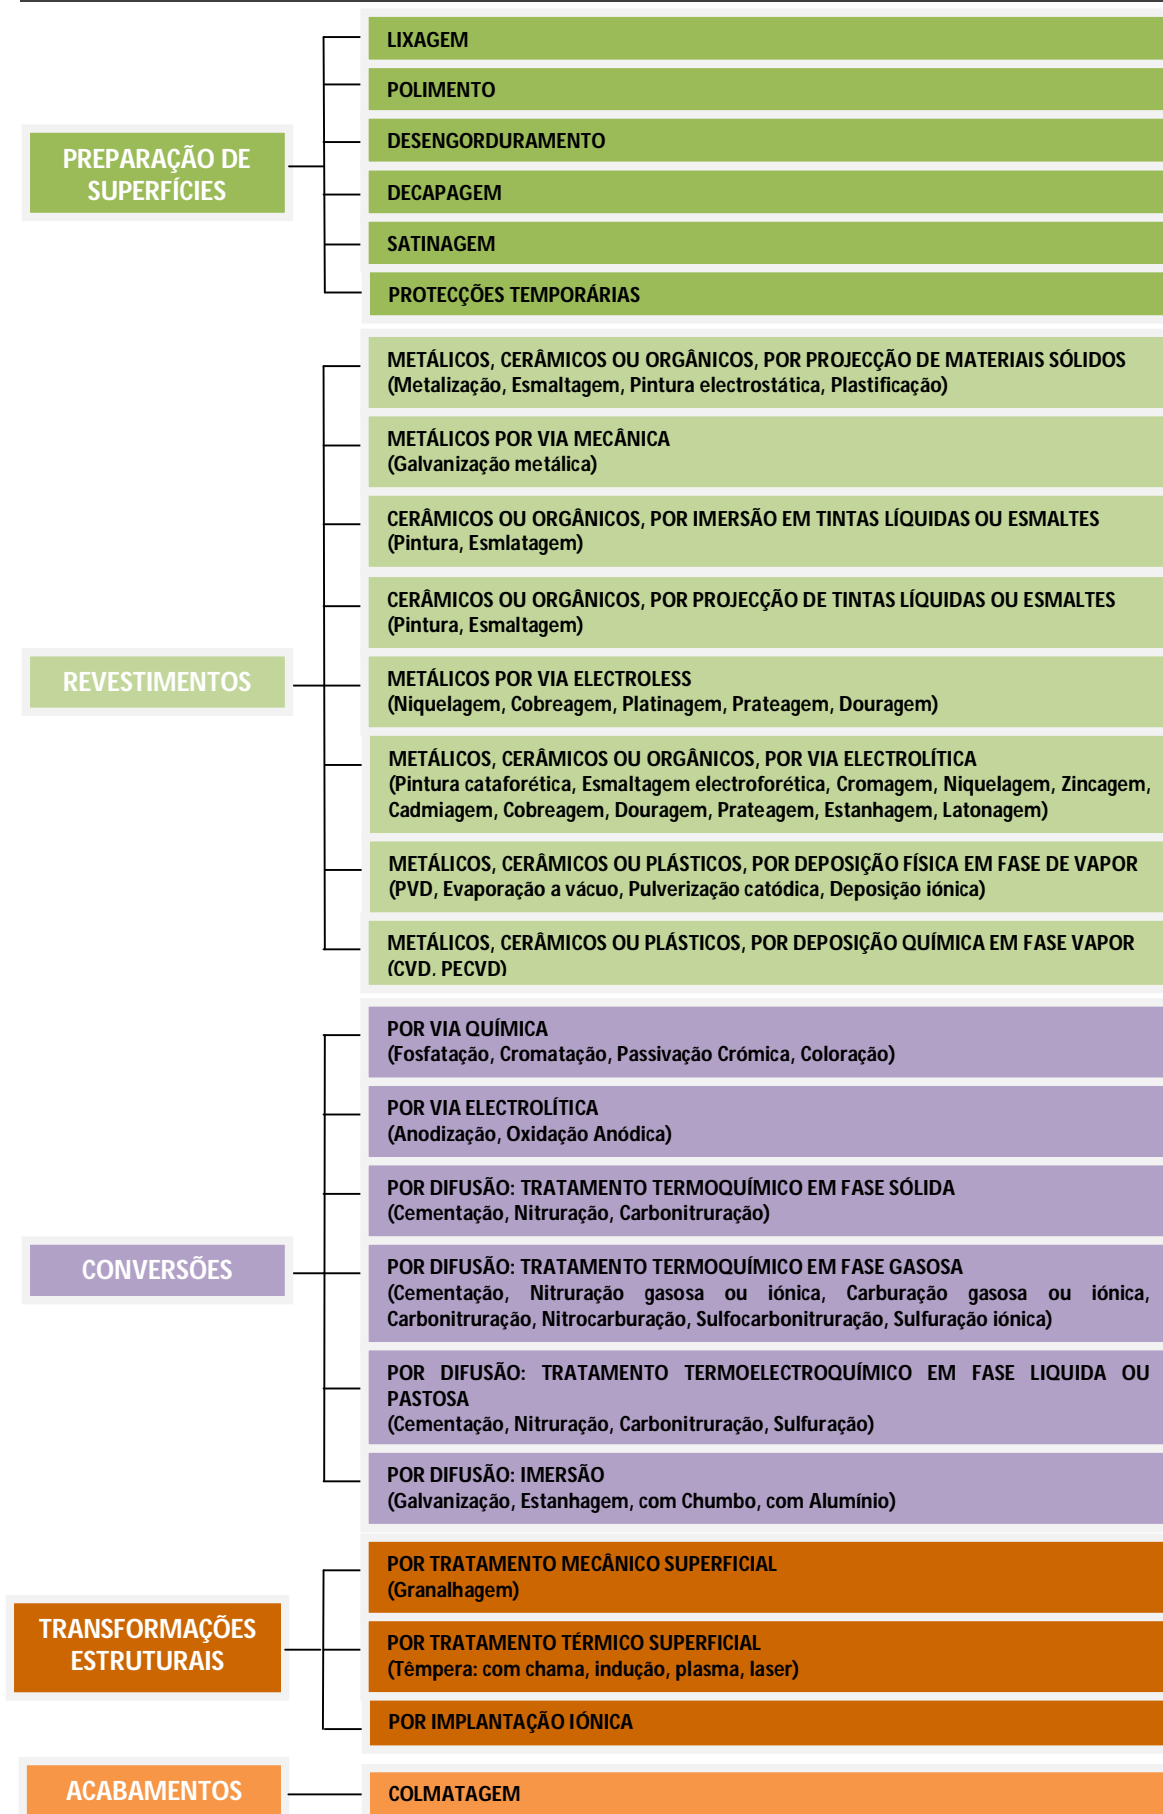 LIXAGEM
POLIMENTO
DESENGORDURAMENTO
PREPARAÇÃO DE
SUPERFÍCIES
DECAPAGEM
SATINAGEM
PROTECÇÕES TEMPORÁRIAS
METÁLICOS, CERÂMICOS OU ORGÂNICOS, POR PROJECÇÃO DE MATERIAIS SÓLIDOS
(Metalização, Esmaltagem, Pintura electrostática, Plastificação)
METÁLICOS POR VIA MECÂNICA
(Galvanização metálica)
CERÂMICOS OU ORGÂNICOS, POR IMERSÃO EM TINTAS LÍQUIDAS OU ESMALTES
(Pintura, Esmlatagem)
CERÂMICOS OU ORGÂNICOS, POR PROJECÇÃO DE TINTAS LÍQUIDAS OU ESMALTES
(Pintura, Esmaltagem)
REVESTIMENTOS
METÁLICOS POR VIA ELECTROLESS
(Niquelagem, Cobreagem, Platinagem, Prateagem, Douragem)
METÁLICOS, CERÂMICOS OU ORGÂNICOS, POR VIA ELECTROLÍTICA
(Pintura cataforética, Esmaltagem electroforética, Cromagem, Niquelagem, Zincagem,
Cadmiagem, Cobreagem, Douragem, Prateagem, Estanhagem, Latonagem)
METÁLICOS, CERÂMICOS OU PLÁSTICOS, POR DEPOSIÇÃO FÍSICA EM FASE DE VAPOR
(PVD, Evaporação a vácuo, Pulverização catódica, Deposição iónica)
METÁLICOS, CERÂMICOS OU PLÁSTICOS, POR DEPOSIÇÃO QUÍMICA EM FASE VAPOR
(CVD, PECVD)
POR VIA QUÍMICA
(Fosfatação, Cromatação, Passivação Crómica, Coloração)
POR VIA ELECTROLÍTICA
(Anodização, Oxidação Anódica)
POR DIFUSÃO: TRATAMENTO TERMOQUÍMICO EM FASE SÓLIDA
(Cementação, Nitruração, Carbonitruração)
CONVERSÕES
POR DIFUSÃO: TRATAMENTO TERMOQUÍMICO EM FASE GASOSA
(Cementação, Nitruração gasosa ou iónica, Carburação gasosa ou iónica,
Carbonitruração, Nitrocarburação, Sulfocarbonitruração, Sulfuração iónica)
POR DIFUSÃO: TRATAMENTO TERMOELECTROQUÍMICO EM FASE LIQUIDA OU
PASTOSA
(Cementação, Nitruração, Carbonitruração, Sulfuração)
POR DIFUSÃO: IMERSÃO
(Galvanização, Estanhagem, com Chumbo, com Alumínio)
POR TRATAMENTO MECÂNICO SUPERFICIAL
(Granalhagem)
TRANSFORMAÇÕES
ESTRUTURAIS
POR TRATAMENTO TÉRMICO SUPERFICIAL
(Têmpera: com chama, indução, plasma, laser)
POR IMPLANTAÇÃO IÓNICA
ACABAMENTOS
COLMATAGEM